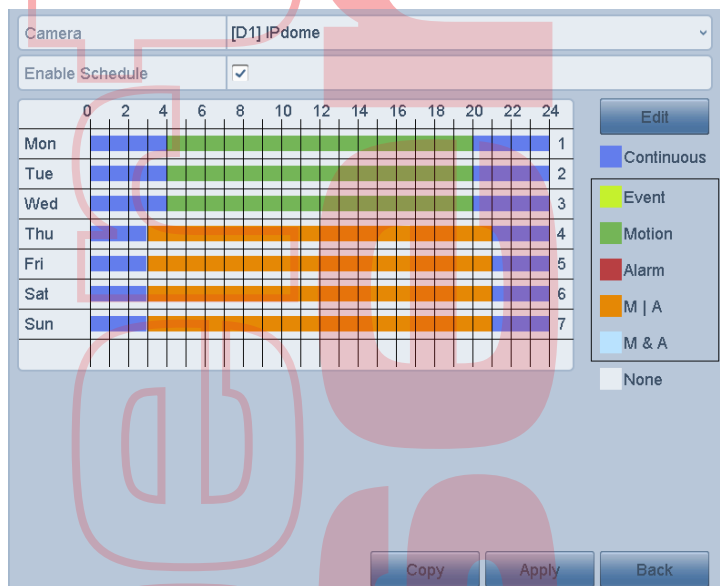 Camera [D1] IPdome
Enable Schedule
0 2 4 6 8 10 12 14 16 18 20 22 24
Edit
Mon 1
Continuous
Tue 2
Wed 3
Event
Thu 4
Motion
Fri 5
Alarm
Sat 6
M | A
Sun 7
M & A
None
Copy Apply Back